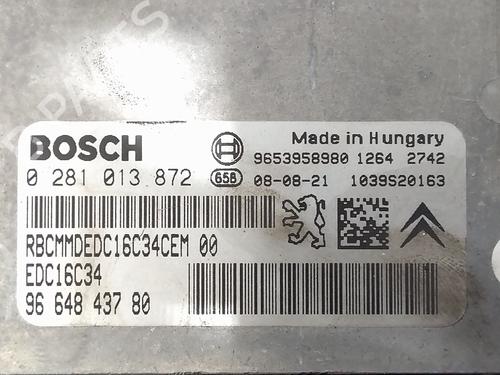 BOSCH
Made in Hungary
9653958980 1264 2742
0 281 013 872
658
08-08-21 1039S20163
RBCMMDEDC16C34CEM 00
EDC16C34
96 648 437 80